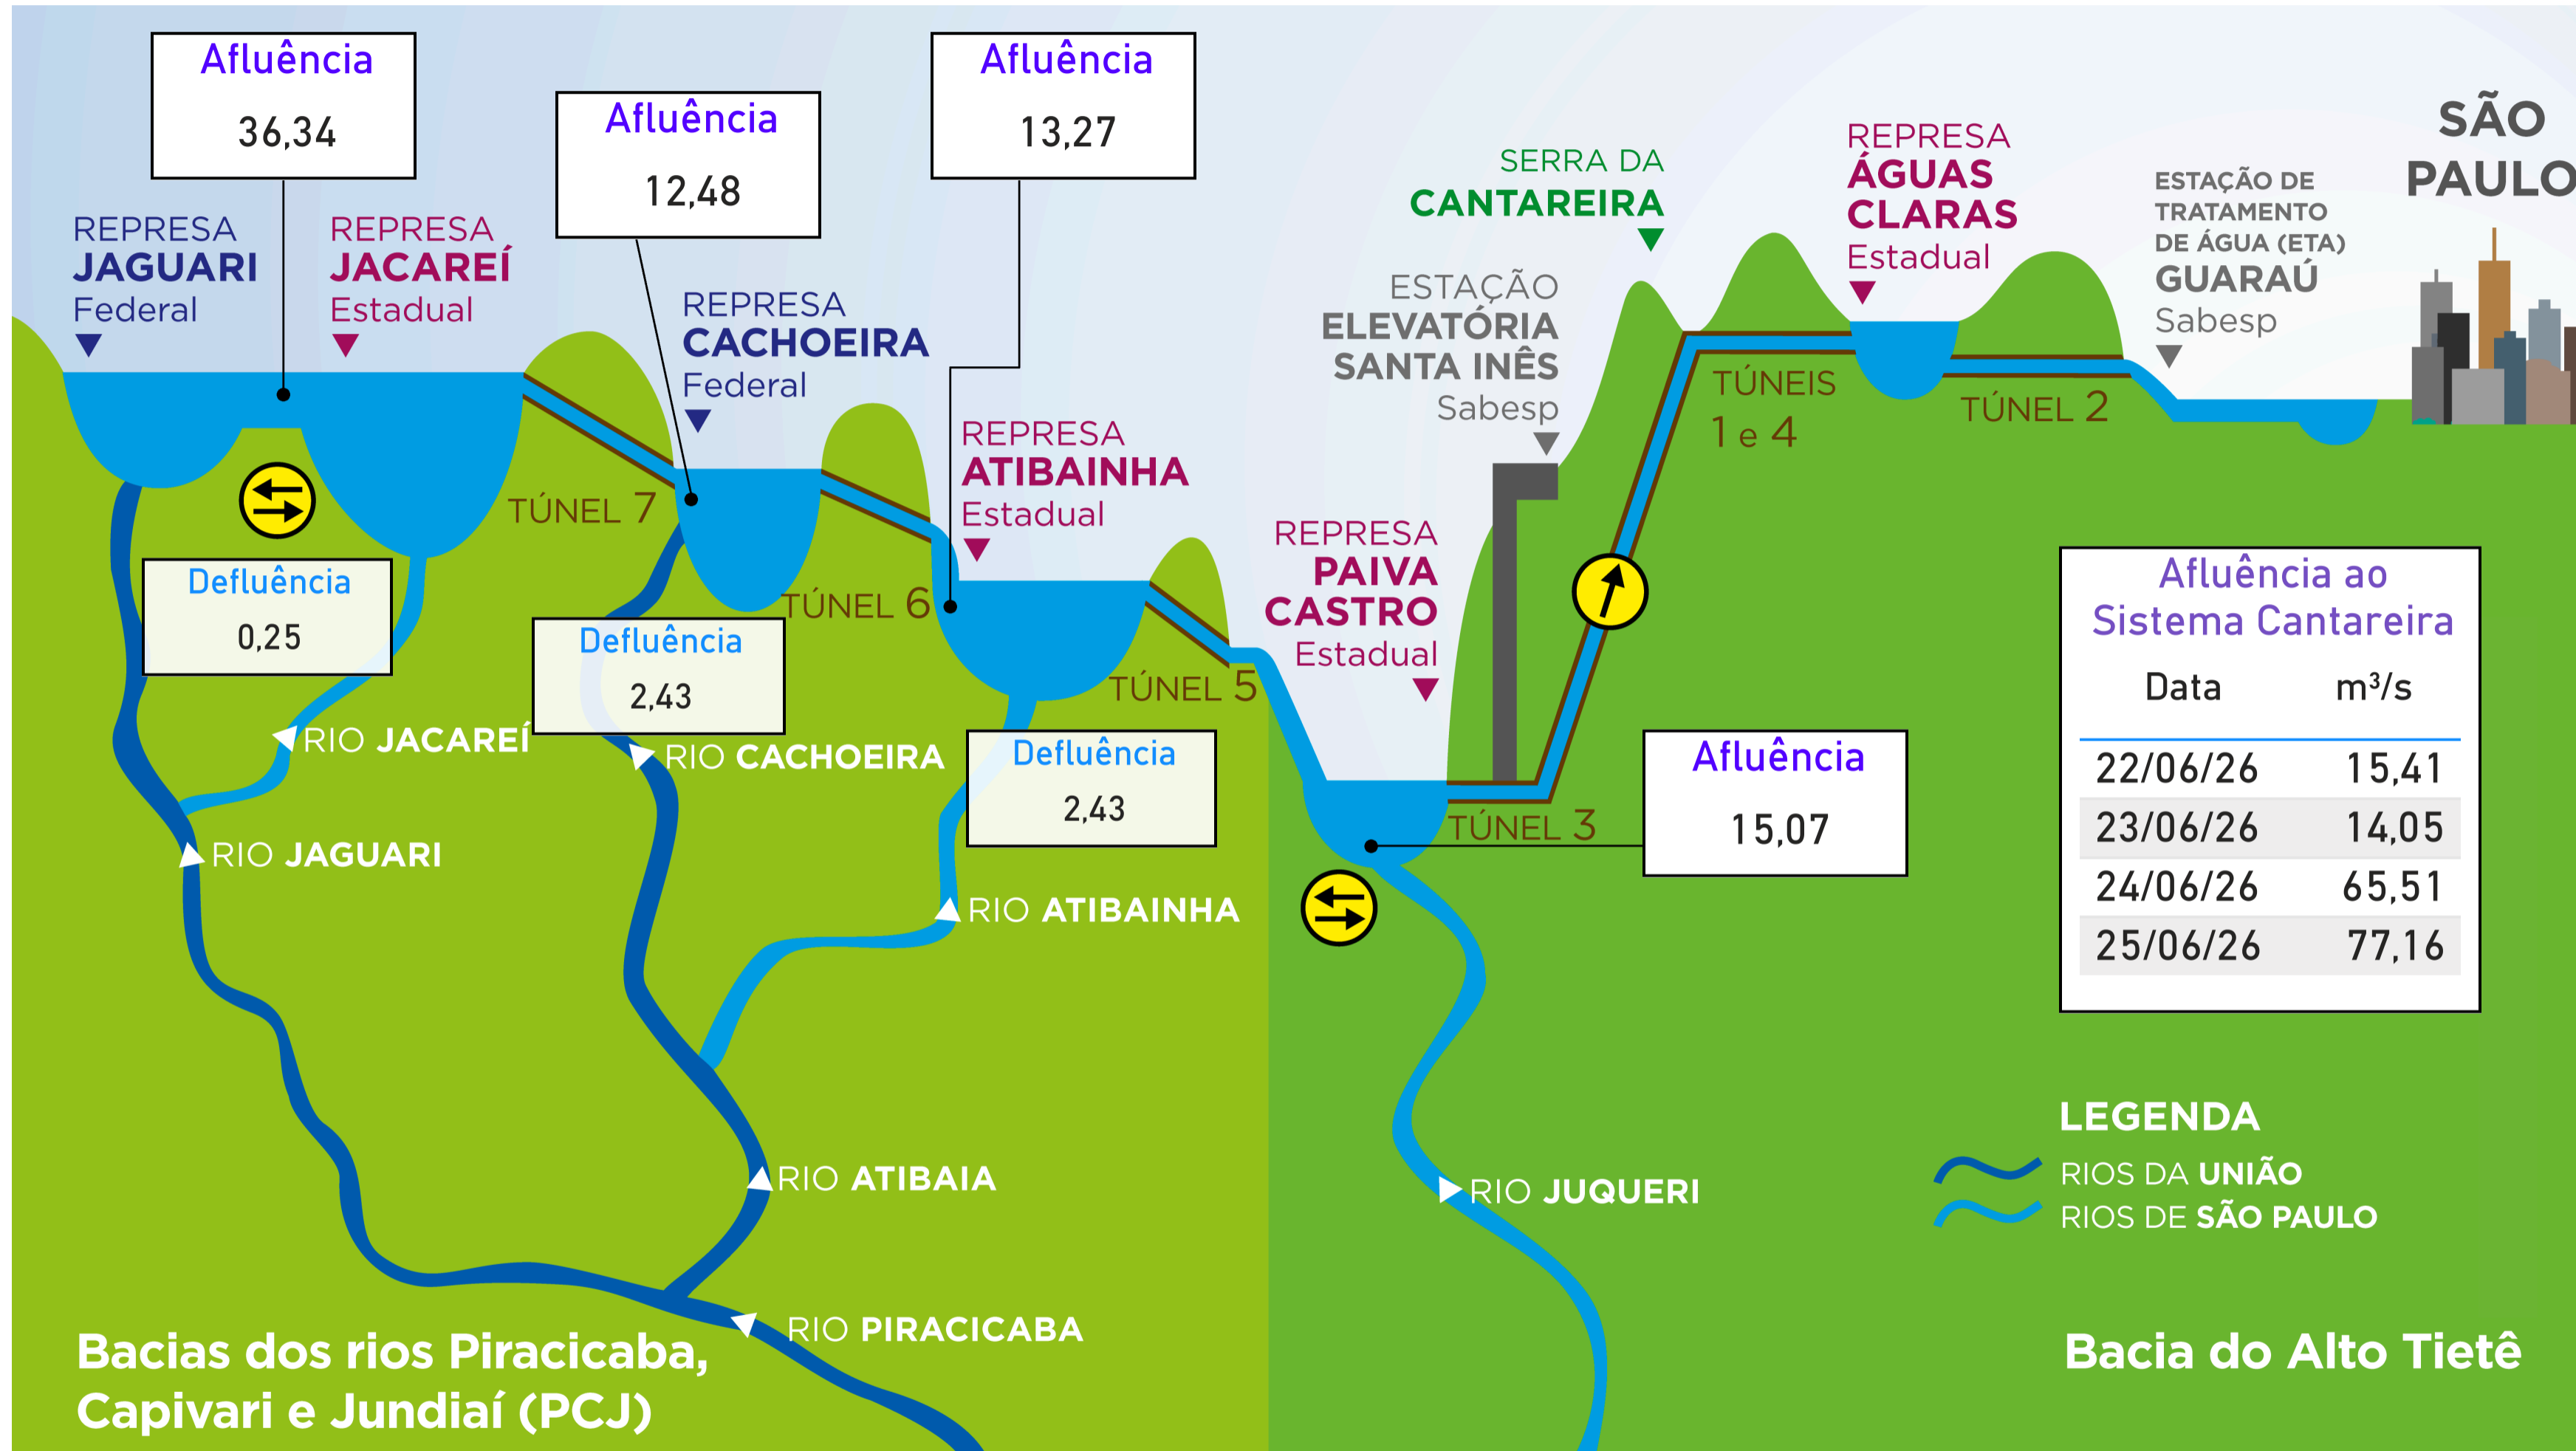 Afluência
36,34
Afluência
12,48
Afluência
13,27
REPRESA
JAGUARI
Federal
REPRESA
JACAREÍ
Estadual
REPRESA
CACHOEIRA
Federal
REPRESA
ATIBAINHA
Estadual
SERRA DA
CANTAREIRA
ESTAÇÃO
ELEVATÓRIA
SANTA INÊS
Sabesp
REPRESA
PAIVA
CASTRO
Estadual
REPRESA
ÁGUAS
CLARAS
Estadual
ESTAÇÃO DE
TRATAMENTO
DE ÁGUA (ETA)
GUARAÚ
Sabesp
SÃO
PAULO
TÚNEL 7
TÚNEL 6
TÚNEL 5
TÚNEL 3
TÚNEIS
1 e 4
TÚNEL 2
Defluência
0,25
Defluência
2,43
Defluência
2,43
Afluência
15,07
Afluência ao
Sistema Cantareira
Data m³/s
22/06/26 15,41
23/06/26 14,05
24/06/26 65,51
25/06/26 77,16
RIO JACAREÍ
RIO CACHOEIRA
RIO JAGUARI
RIO ATIBAINHA
RIO ATIBAIA
RIO JUQUERI
RIO PIRACICABA
LEGENDA
RIOS DA UNIÃO
RIOS DE SÃO PAULO
Bacias dos rios Piracicaba,
Capivari e Jundiaí (PCJ)
Bacia do Alto Tietê